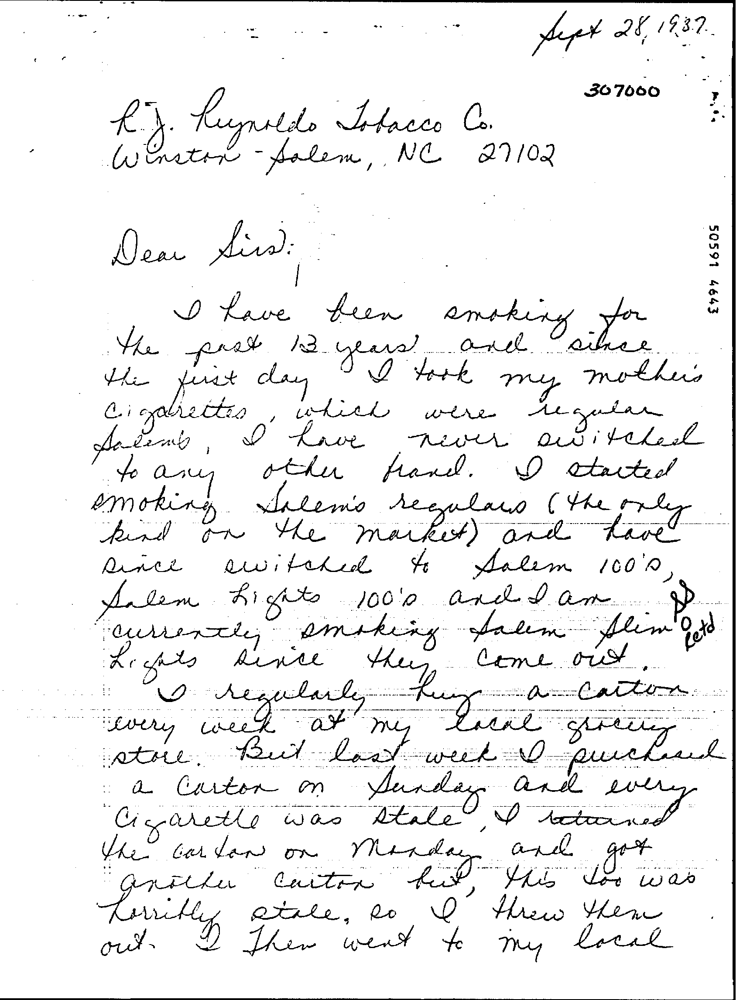 Sept 28, 1987
307000
R.J. Reynolds Tobacco Co.
Winston-Salem, NC 27102
50591 4643
Dear Sirs:
I have been smoking for
the past 13 years and since
the first day I took my mother's
cigarettes, which were regular
Salem's, I have never switched
to any other brand. I started
smoking Salem's regulars (the only
kind on the market) and have
since switched to Salem 100's,
Salem Lights 100's and I am
currently smoking Salem Slim
Lights since they come out.
I regularly buy a carton
every week at my local grocery
store. But last week I purchased
a carton on Sunday and every
cigarette was stale, I returned
the carton on Monday and got
another carton but, this too was
horribly stale, so I threw them
out. I then went to my local